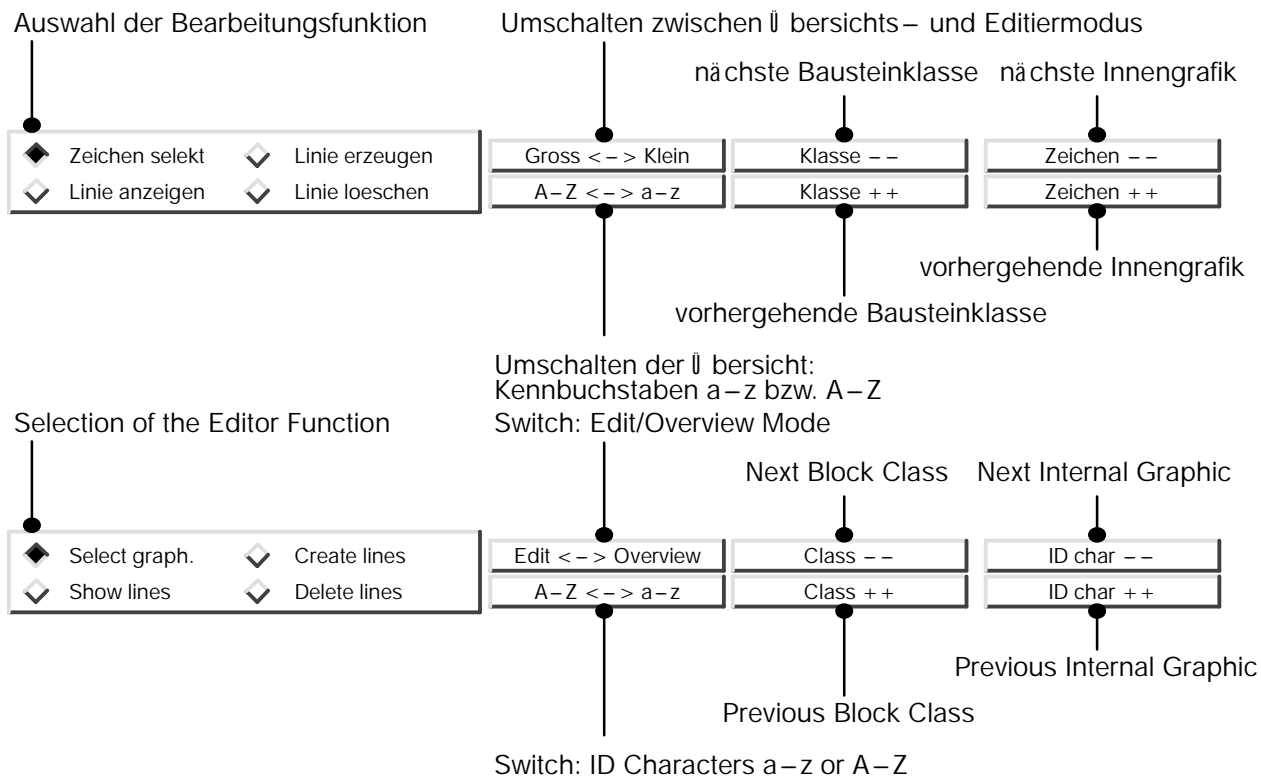 Auswahl der Bearbeitungsfunktion
Umschalten zwischen Ü bersichts– und Editiermodus
nächste Bausteinklasse
nächste Innengrafik
Zeichen selekt
Linie erzeugen
Gross <–> Klein
Klasse ––
Zeichen ––
Linie anzeigen
Linie loeschen
A–Z <–> a–z
Klasse ++
Zeichen ++
vorhergehende Innengrafik
vorhergehende Bausteinklasse
Umschalten der Ü bersicht:
Kennbuchstaben a–z bzw. A–Z
Selection of the Editor Function
Switch: Edit/Overview Mode
Next Block Class
Next Internal Graphic
Select graph.
Create lines
Edit <–> Overview
Class ––
ID char ––
Show lines
Delete lines
A–Z <–> a–z
Class ++
ID char ++
Previous Internal Graphic
Previous Block Class
Switch: ID Characters a–z or A–Z